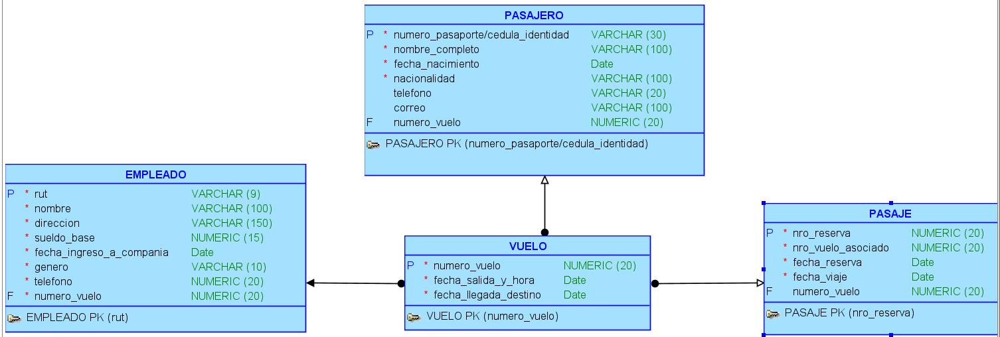 PASAJERO
P * numero_pasaporte/cedula_identidad VARCHAR (30)
* nombre_completo VARCHAR (100)
* fecha_nacimiento Date
* nacionalidad VARCHAR (100)
telefono VARCHAR (20)
correo VARCHAR (100)
F numero_vuelo NUMERIC (20)
PASAJERO PK (numero_pasaporte/cedula_identidad)
EMPLEADO
P * rut VARCHAR (9)
* nombre VARCHAR (100)
* direccion VARCHAR (150)
* sueldo_base NUMERIC (15)
* fecha_ingreso_a_compania Date
* genero VARCHAR (10)
* telefono NUMERIC (20)
F * numero_vuelo NUMERIC (20)
EMPLEADO PK (rut)
VUELO
P * numero_vuelo NUMERIC (20)
* fecha_salida_y_hora Date
* fecha_llegada_destino Date
VUELO PK (numero_vuelo)
PASAJE
P * nro_reserva NUMERIC (20)
* nro_vuelo_asociado NUMERIC (20)
* fecha_reserva Date
* fecha_viaje Date
F numero_vuelo NUMERIC (20)
PASAJE PK (nro_reserva)